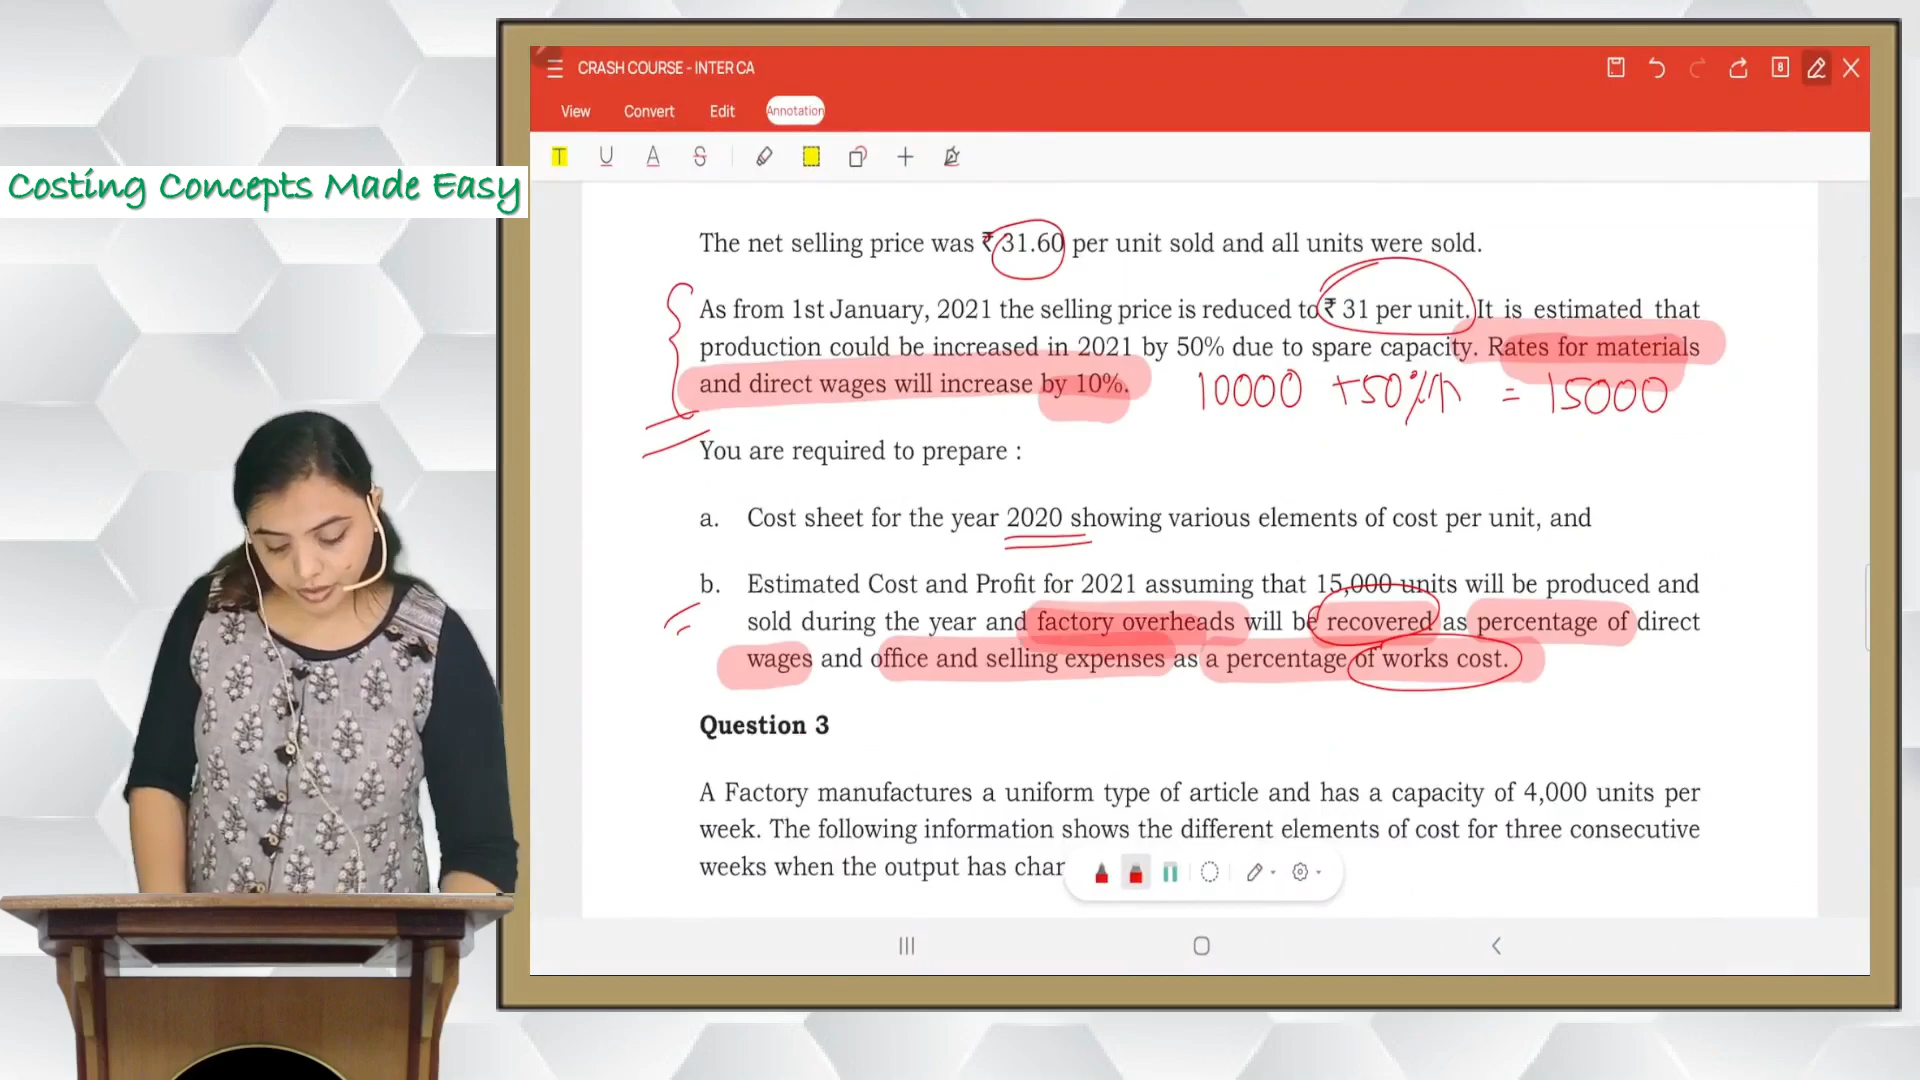 CRASH COURSE - INTER CA
View Convert Edit Annotation
T U A S
Costing Concepts Made Easy
The net selling price was ₹ 31.60 per unit sold and all units were sold.
As from 1st January, 2021 the selling price is reduced to ₹ 31 per unit. It is estimated that
production could be increased in 2021 by 50% due to spare capacity. Rates for materials
and direct wages will increase by 10%.
10000 +50%↑ = 15000
You are required to prepare :
a. Cost sheet for the year 2020 showing various elements of cost per unit, and
b. Estimated Cost and Profit for 2021 assuming that 15,000 units will be produced and
sold during the year and factory overheads will be recovered as percentage of direct
wages and office and selling expenses as a percentage of works cost.
Question 3
A Factory manufactures a uniform type of article and has a capacity of 4,000 units per
week. The following information shows the different elements of cost for three consecutive
weeks when the output has char